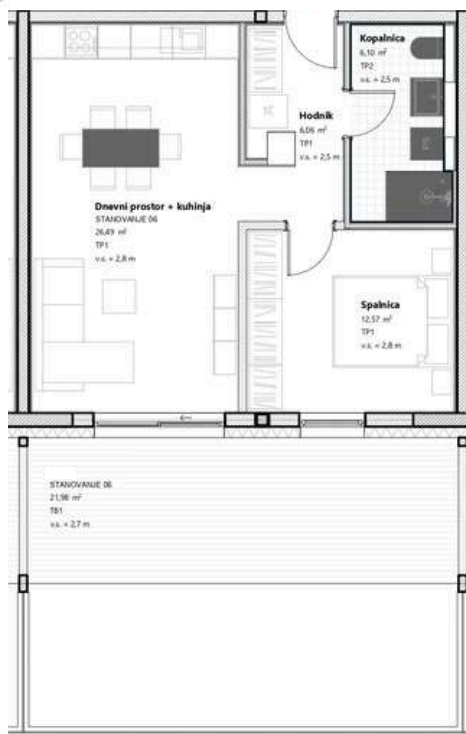 Kopalnica
6,10 m²
TP2
v.s. = 2,5 m
Hodnik
6,06 m²
TP1
v.s. = 2,5 m
Dnevni prostor + kuhinja
STANOVANJE 06
26,49 m²
TP1
v.s. = 2,8 m
Spalnica
12,57 m²
TP1
v.s. = 2,8 m
STANOVANJE 06
21,98 m²
TB1
v.s. = 2,7 m